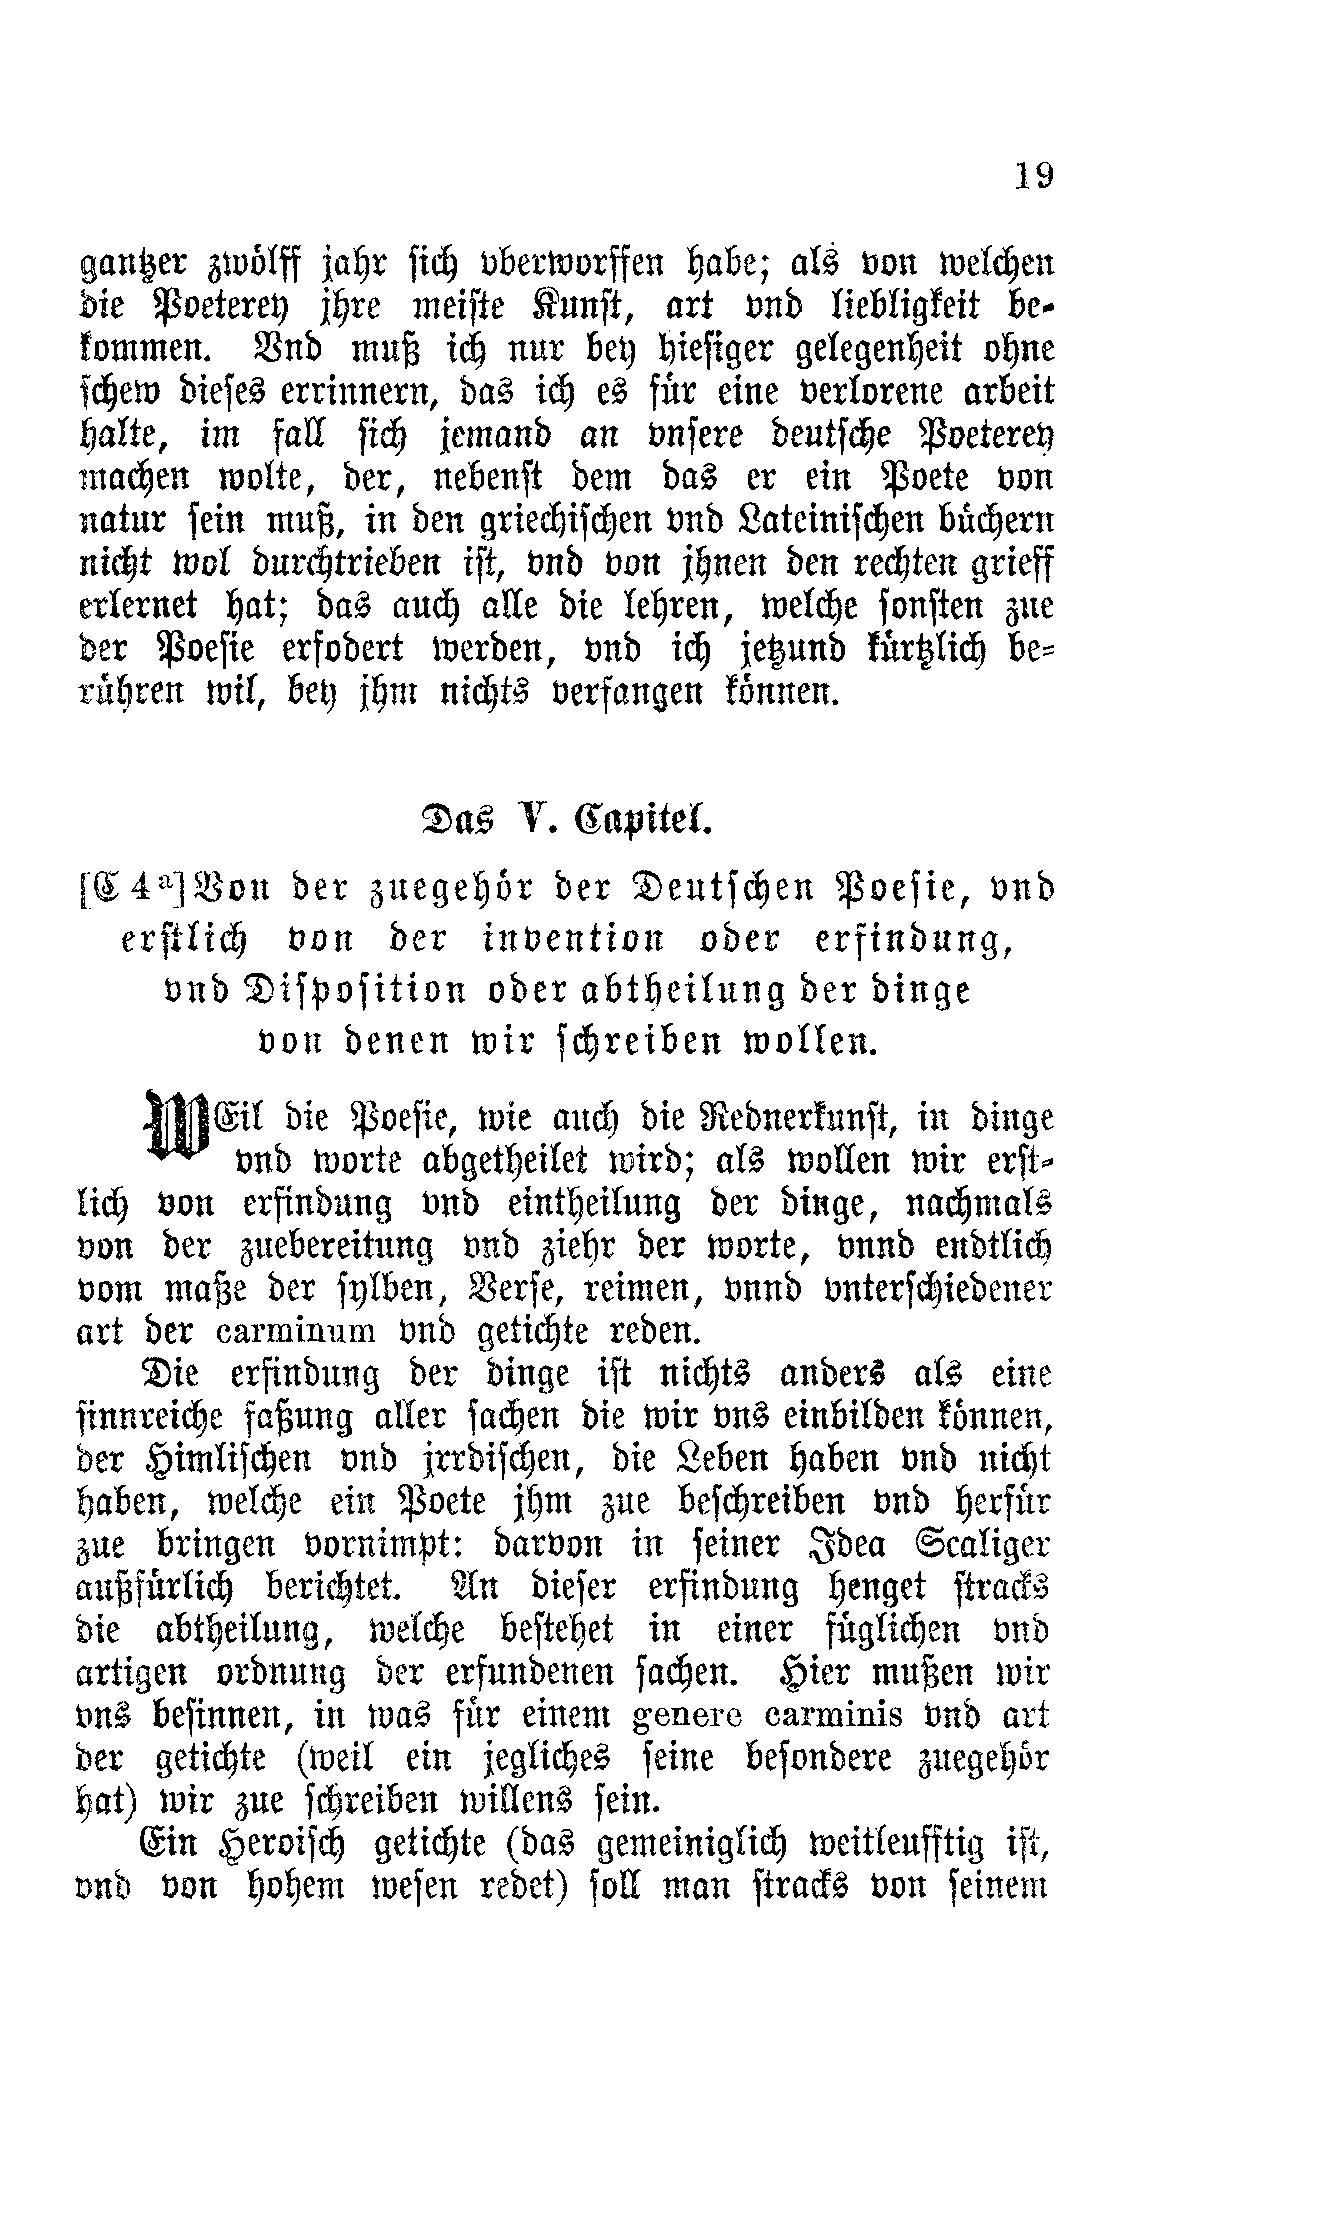 19
gantzer zwölff jahr sich vberworffen habe; als von welchen
die Poeterey jhre meiste Kunst, art vnd liebligkeit be-
kommen. Vnd muß ich nur bey hiesiger gelegenheit ohne
schew dieses errinnern, das ich es für eine verlorene arbeit
halte, im fall sich jemand an vnsere deutsche Poeterey
machen wolte, der, nebenst dem das er ein Poete von
natur sein muß, in den griechischen vnd Lateinischen büchern
nicht wol durchtrieben ist, vnd von jhnen den rechten grieff
erlernet hat; das auch alle die lehren, welche sonsten zue
der Poesie erfodert werden, vnd ich jetzund kürtzlich be-
rühren wil, bey jhm nichts verfangen können.
Das V. Capitel.
[C 4a] Von der zuegehör der Deutschen Poesie, vnd
erstlich von der invention oder erfindung,
vnd Disposition oder abtheilung der dinge
von denen wir schreiben wollen.
WEil die Poesie, wie auch die Rednerkunst, in dinge
vnd worte abgetheilet wird; als wollen wir erst-
lich von erfindung vnd eintheilung der dinge, nachmals
von der zuebereitung vnd ziehr der worte, vnnd endtlich
vom maße der sylben, Verse, reimen, vnnd vnterschiedener
art der carminum vnd getichte reden.
Die erfindung der dinge ist nichts anders als eine
sinnreiche faßung aller sachen die wir vns einbilden können,
der Himlischen vnd jrrdischen, die Leben haben vnd nicht
haben, welche ein Poete jhm zue beschreiben vnd herfür
zue bringen vornimpt: darvon in seiner Idea Scaliger
außfürlich berichtet. An dieser erfindung henget stracks
die abtheilung, welche bestehet in einer füglichen vnd
artigen ordnung der erfundenen sachen. Hier mußen wir
vns besinnen, in was für einem genere carminis vnd art
der getichte (weil ein jegliches seine besondere zuegehör
hat) wir zue schreiben willens sein.
Ein Heroisch getichte (das gemeiniglich weitleufftig ist,
vnd von hohem wesen redet) soll man stracks von seinem